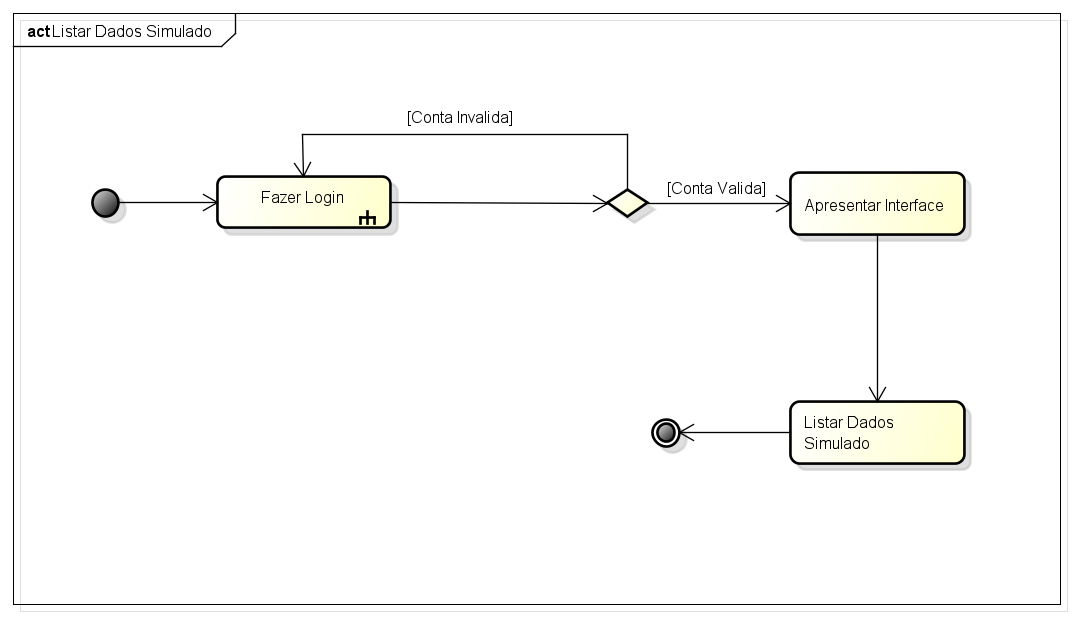 act Listar Dados Simulado
[Conta Invalida]
[Conta Valida]
Fazer Login
Apresentar Interface
Listar Dados
Simulado